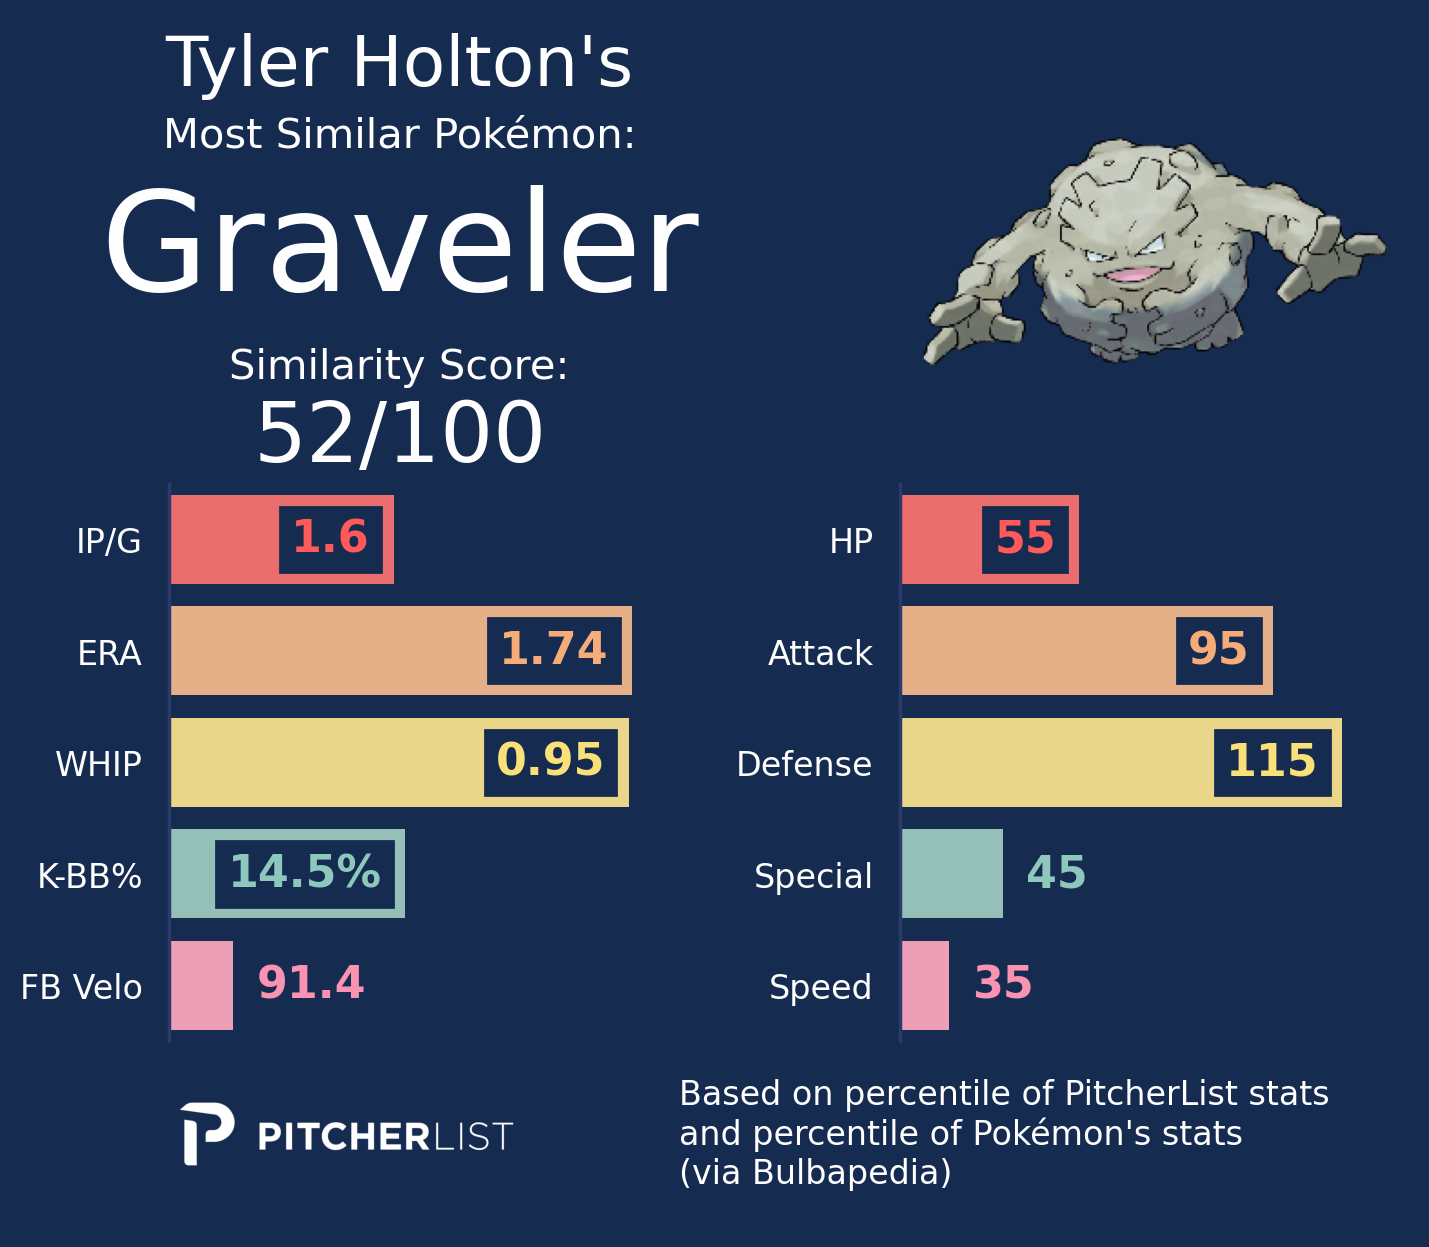 Tyler Holton's
Most Similar Pokémon:
Graveler
Similarity Score:
52/100
IP/G 1.6
ERA 1.74
WHIP 0.95
K-BB% 14.5%
FB Velo 91.4
HP 55
Attack 95
Defense 115
Special 45
Speed 35
PITCHERLIST
Based on percentile of PitcherList stats
and percentile of Pokémon's stats
(via Bulbapedia)